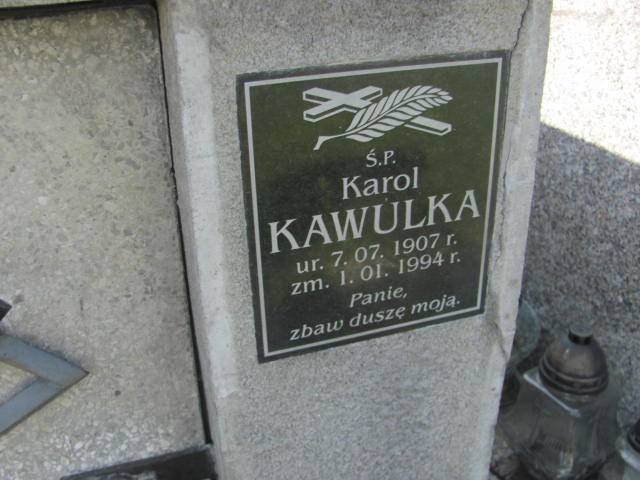 Ś.P.
Karol
KAWULKA
ur. 7. 07. 1907 r.
zm. 1. 01. 1994 r.
Panie,
zbaw duszę moją.